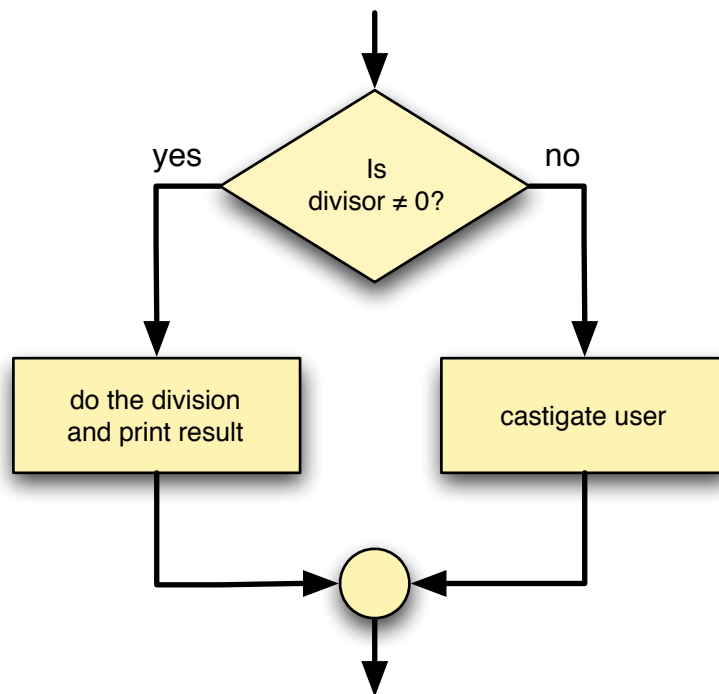 yes
Is
divisor ≠ 0?
no
do the division
and print result
castigate user